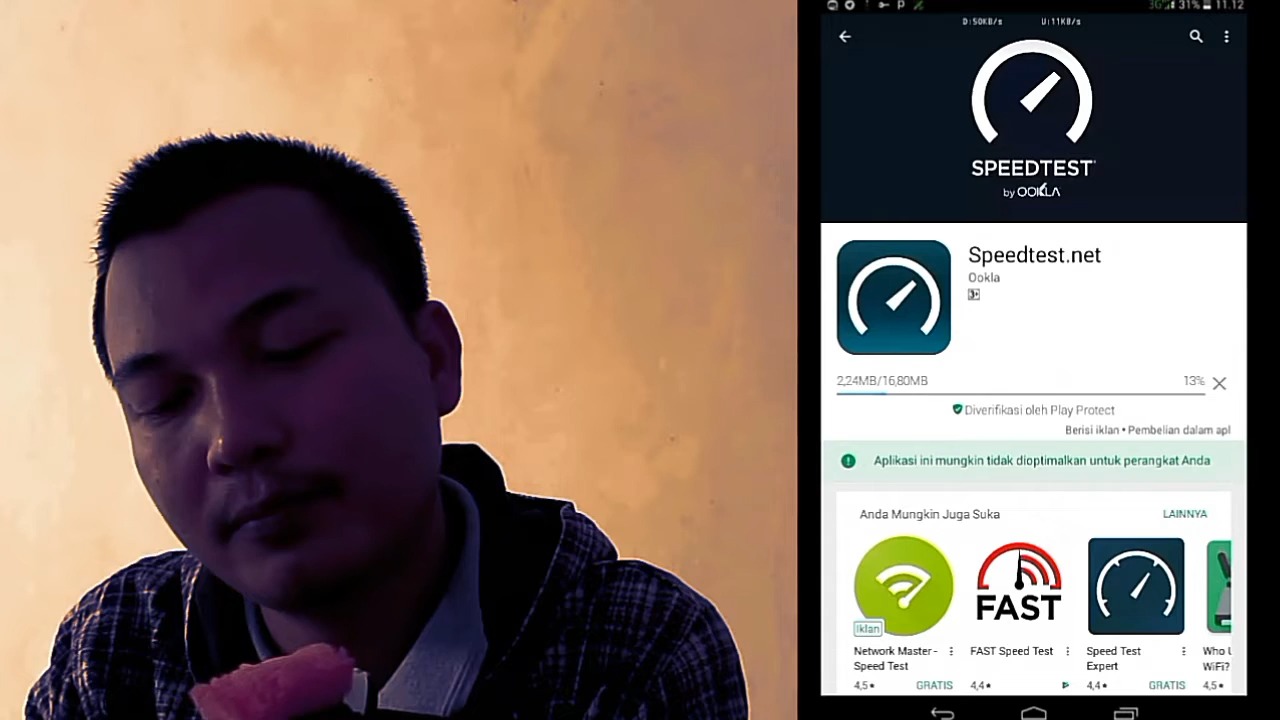 3G 31% 11.12
D:50KB/s U:11KB/s
SPEEDTEST
by OOKLA
Speedtest.net
Ookla
3+
2,24MB/16,80MB 13%
Diverifikasi oleh Play Protect
Berisi iklan • Pembelian dalam apl
Aplikasi ini mungkin tidak dioptimalkan untuk perangkat Anda
Anda Mungkin Juga Suka LAINNYA
FAST
Iklan
Network Master - Speed Test
FAST Speed Test
Speed Test Expert
Who U WiFi?
4,5★ GRATIS 4,4★ 4,4★ GRATIS 4,5★